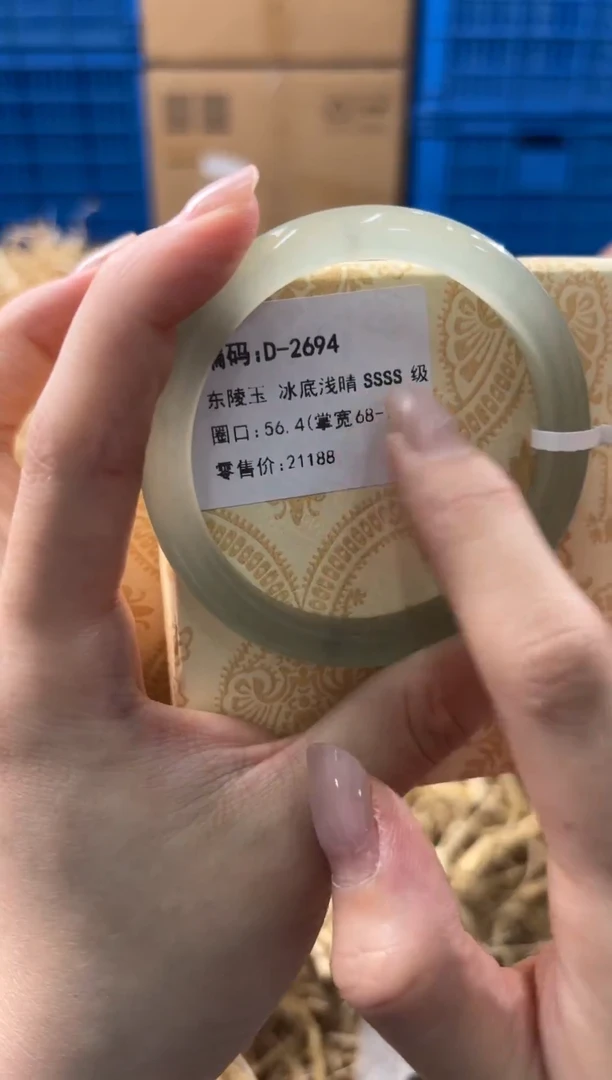 码:D-2694
东陵玉 冰底浅晴 SSSS 级
圈口:56.4(掌宽68-
零售价:21188